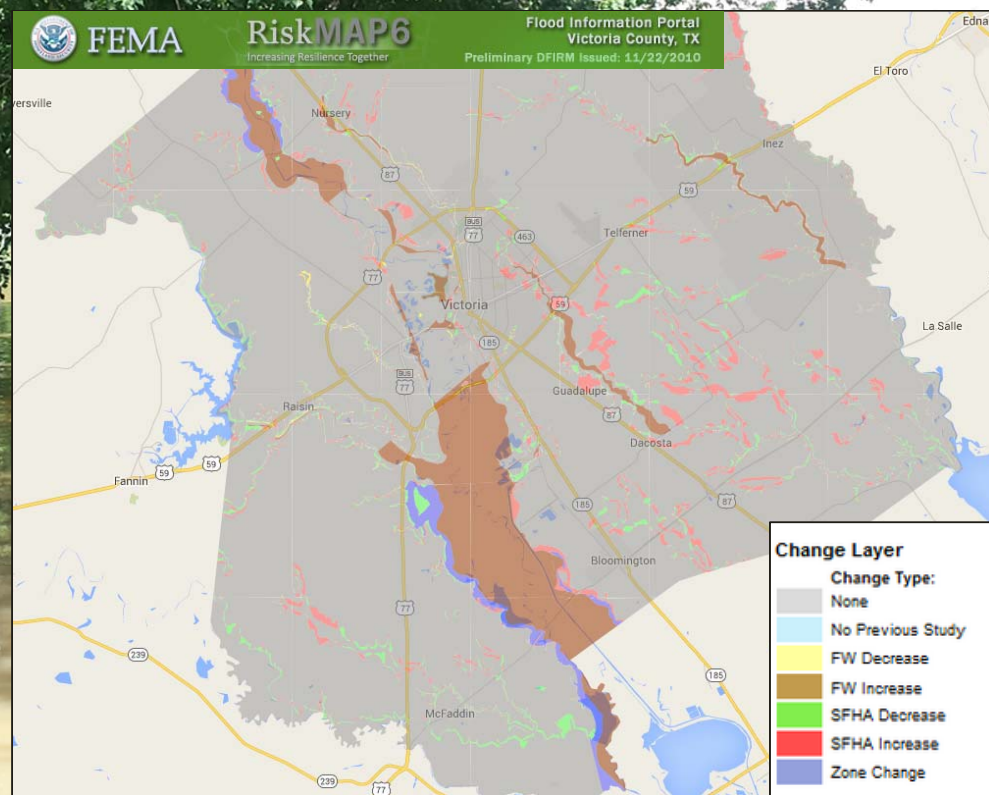 FEMA
RiskMAP6
Increasing Resilience Together
Flood Information Portal
Victoria County, TX
Preliminary DFIRM Issued: 11/22/2010
Edna
El Toro
yersville
Nursery
Inez
87
59
BUS
77
463
Telferner
77
59
Victoria
La Salle
185
BUS
77
Guadalupe
Raisin
87
Dacosta
59
59
Fannin
185
87
Bloomington
77
239
185
McFaddin
239
77
Change Layer
Change Type:
None
No Previous Study
FW Decrease
FW Increase
SFHA Decrease
SFHA Increase
Zone Change